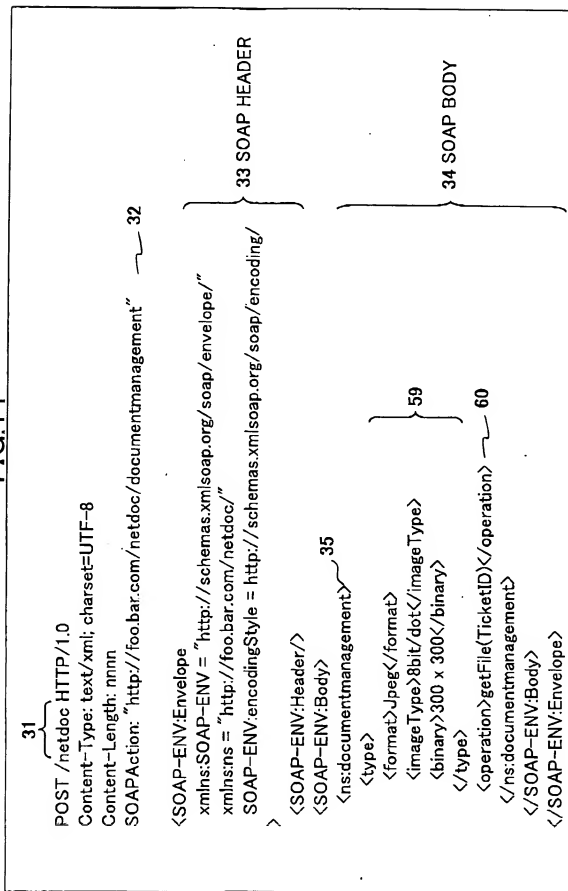 31
POST /netdoc HTTP/1.0
Content-Type: text/xml; charset=UTF-8
Content-Length: nnnn
SOAPAction: "http://foo.bar.com/netdoc/documentmanagement" 32
<SOAP-ENV:Envelope
xmlns:SOAP-ENV = "http://schemas.xmlsoap.org/soap/envelope/"
xmlns:ns = "http://foo.bar.com/netdoc/"
SOAP-ENV:encodingStyle = http://schemas.xmlsoap.org/soap/encoding/
>
33 SOAP HEADER
<SOAP-ENV:Header/>
<SOAP-ENV:Body>
<ns:documentmanagement> 35
<type>
<format>Jpeg</format>
<imageType>8bit/dot</imageType>
<binary>300 x 300</binary>
</type>
59
<operation>getFile(TicketID)</operation> 60
</ns:documentmanagement>
</SOAP-ENV:Body>
</SOAP-ENV:Envelope>
34 SOAP BODY